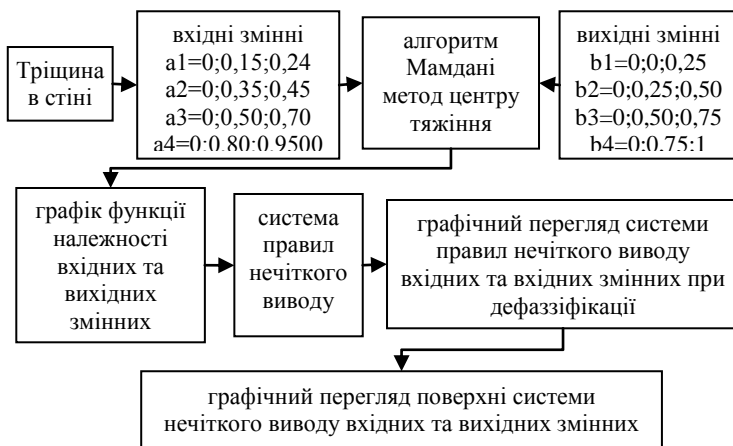 Тріщина
в стіні
вхідні змінні
a1=0;0,15;0,24
a2=0;0,35;0,45
a3=0;0,50;0,70
a4=0;0,80;0,9500
алгоритм
Мамдані
метод центру
тяжіння
вихідні змінні
b1=0;0;0,25
b2=0;0,25;0,50
b3=0;0,50;0,75
b4=0;0,75;1
графік функції
належності
вхідних та
вихідних
змінних
система
правил
нечіткого
виводу
графічний перегляд системи
правил нечіткого виводу
вхідних та вхідних змінних при
дефаззіфікації
графічний перегляд поверхні системи
нечіткого виводу вхідних та вихідних змінних